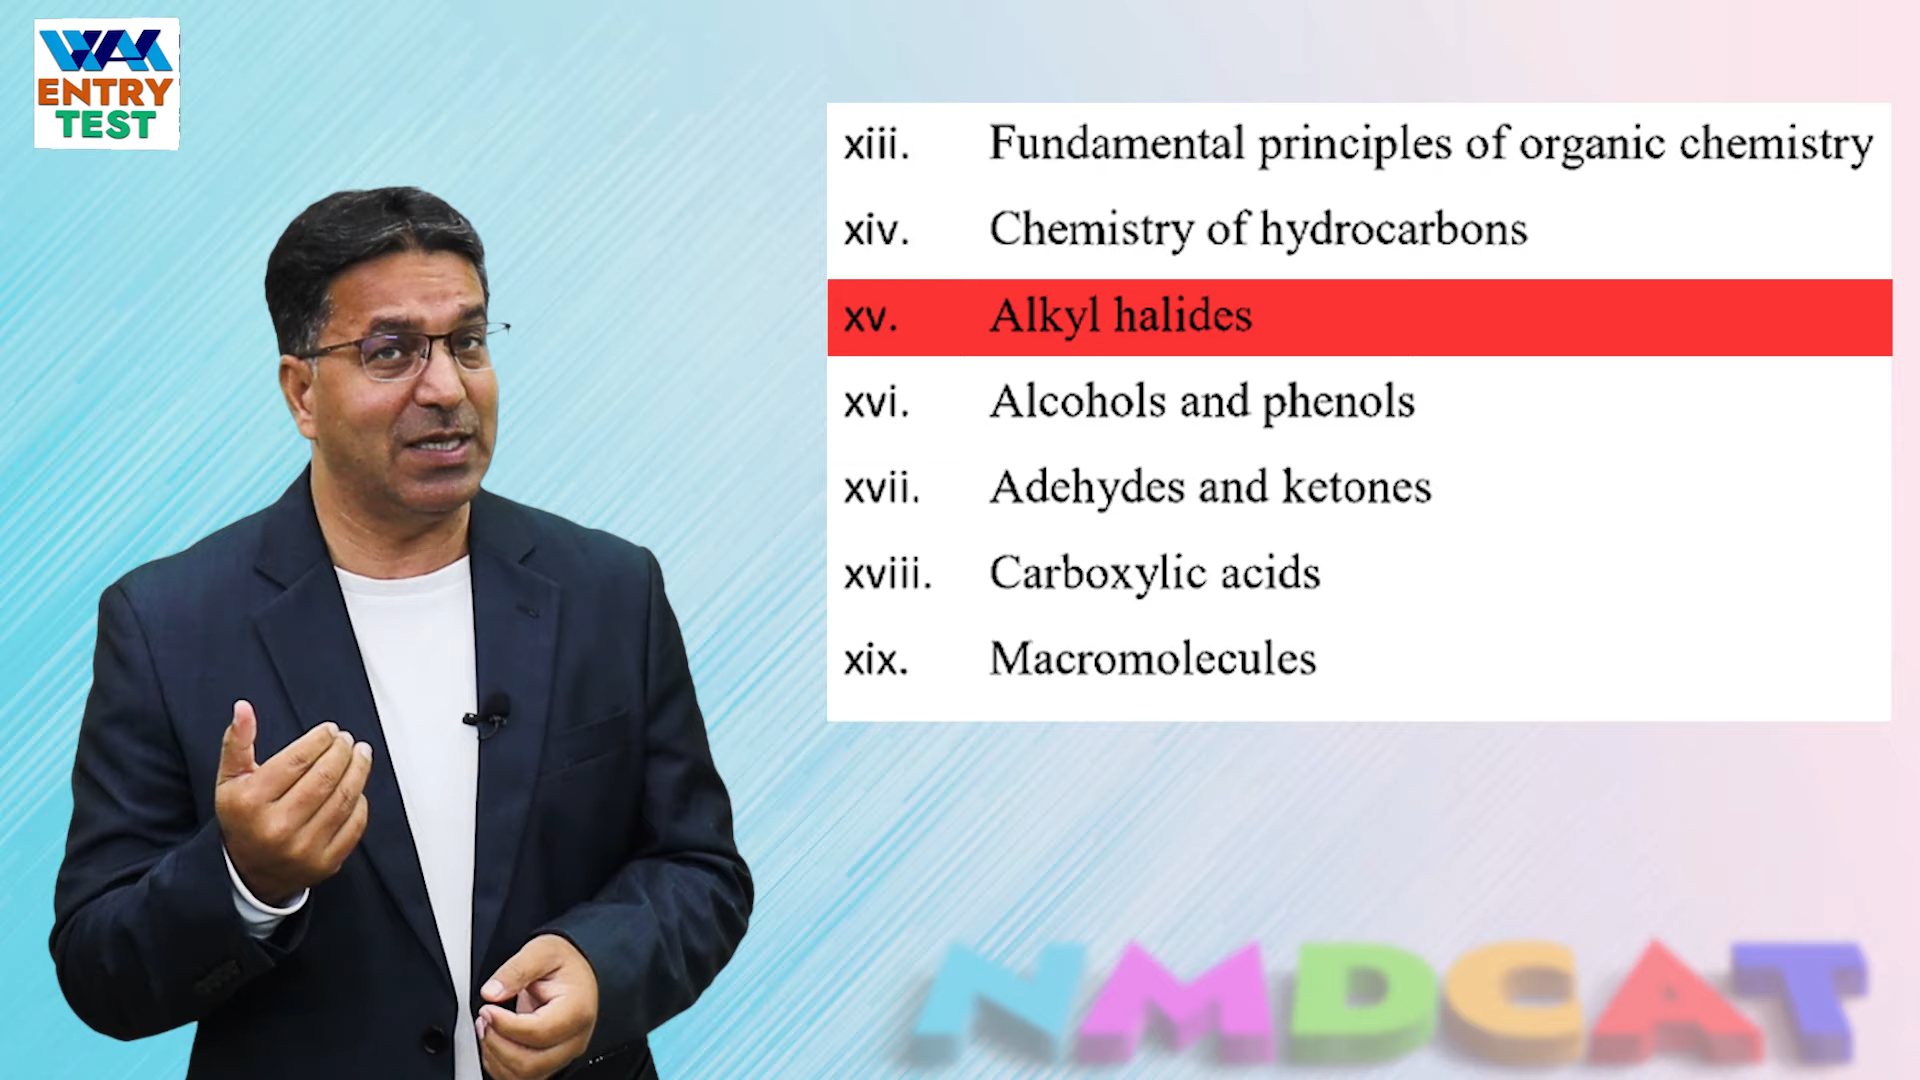 WAK
ENTRY
TEST
xiii. Fundamental principles of organic chemistry
xiv. Chemistry of hydrocarbons
xv. Alkyl halides
xvi. Alcohols and phenols
xvii. Adehydes and ketones
xviii. Carboxylic acids
xix. Macromolecules
NMDCAT